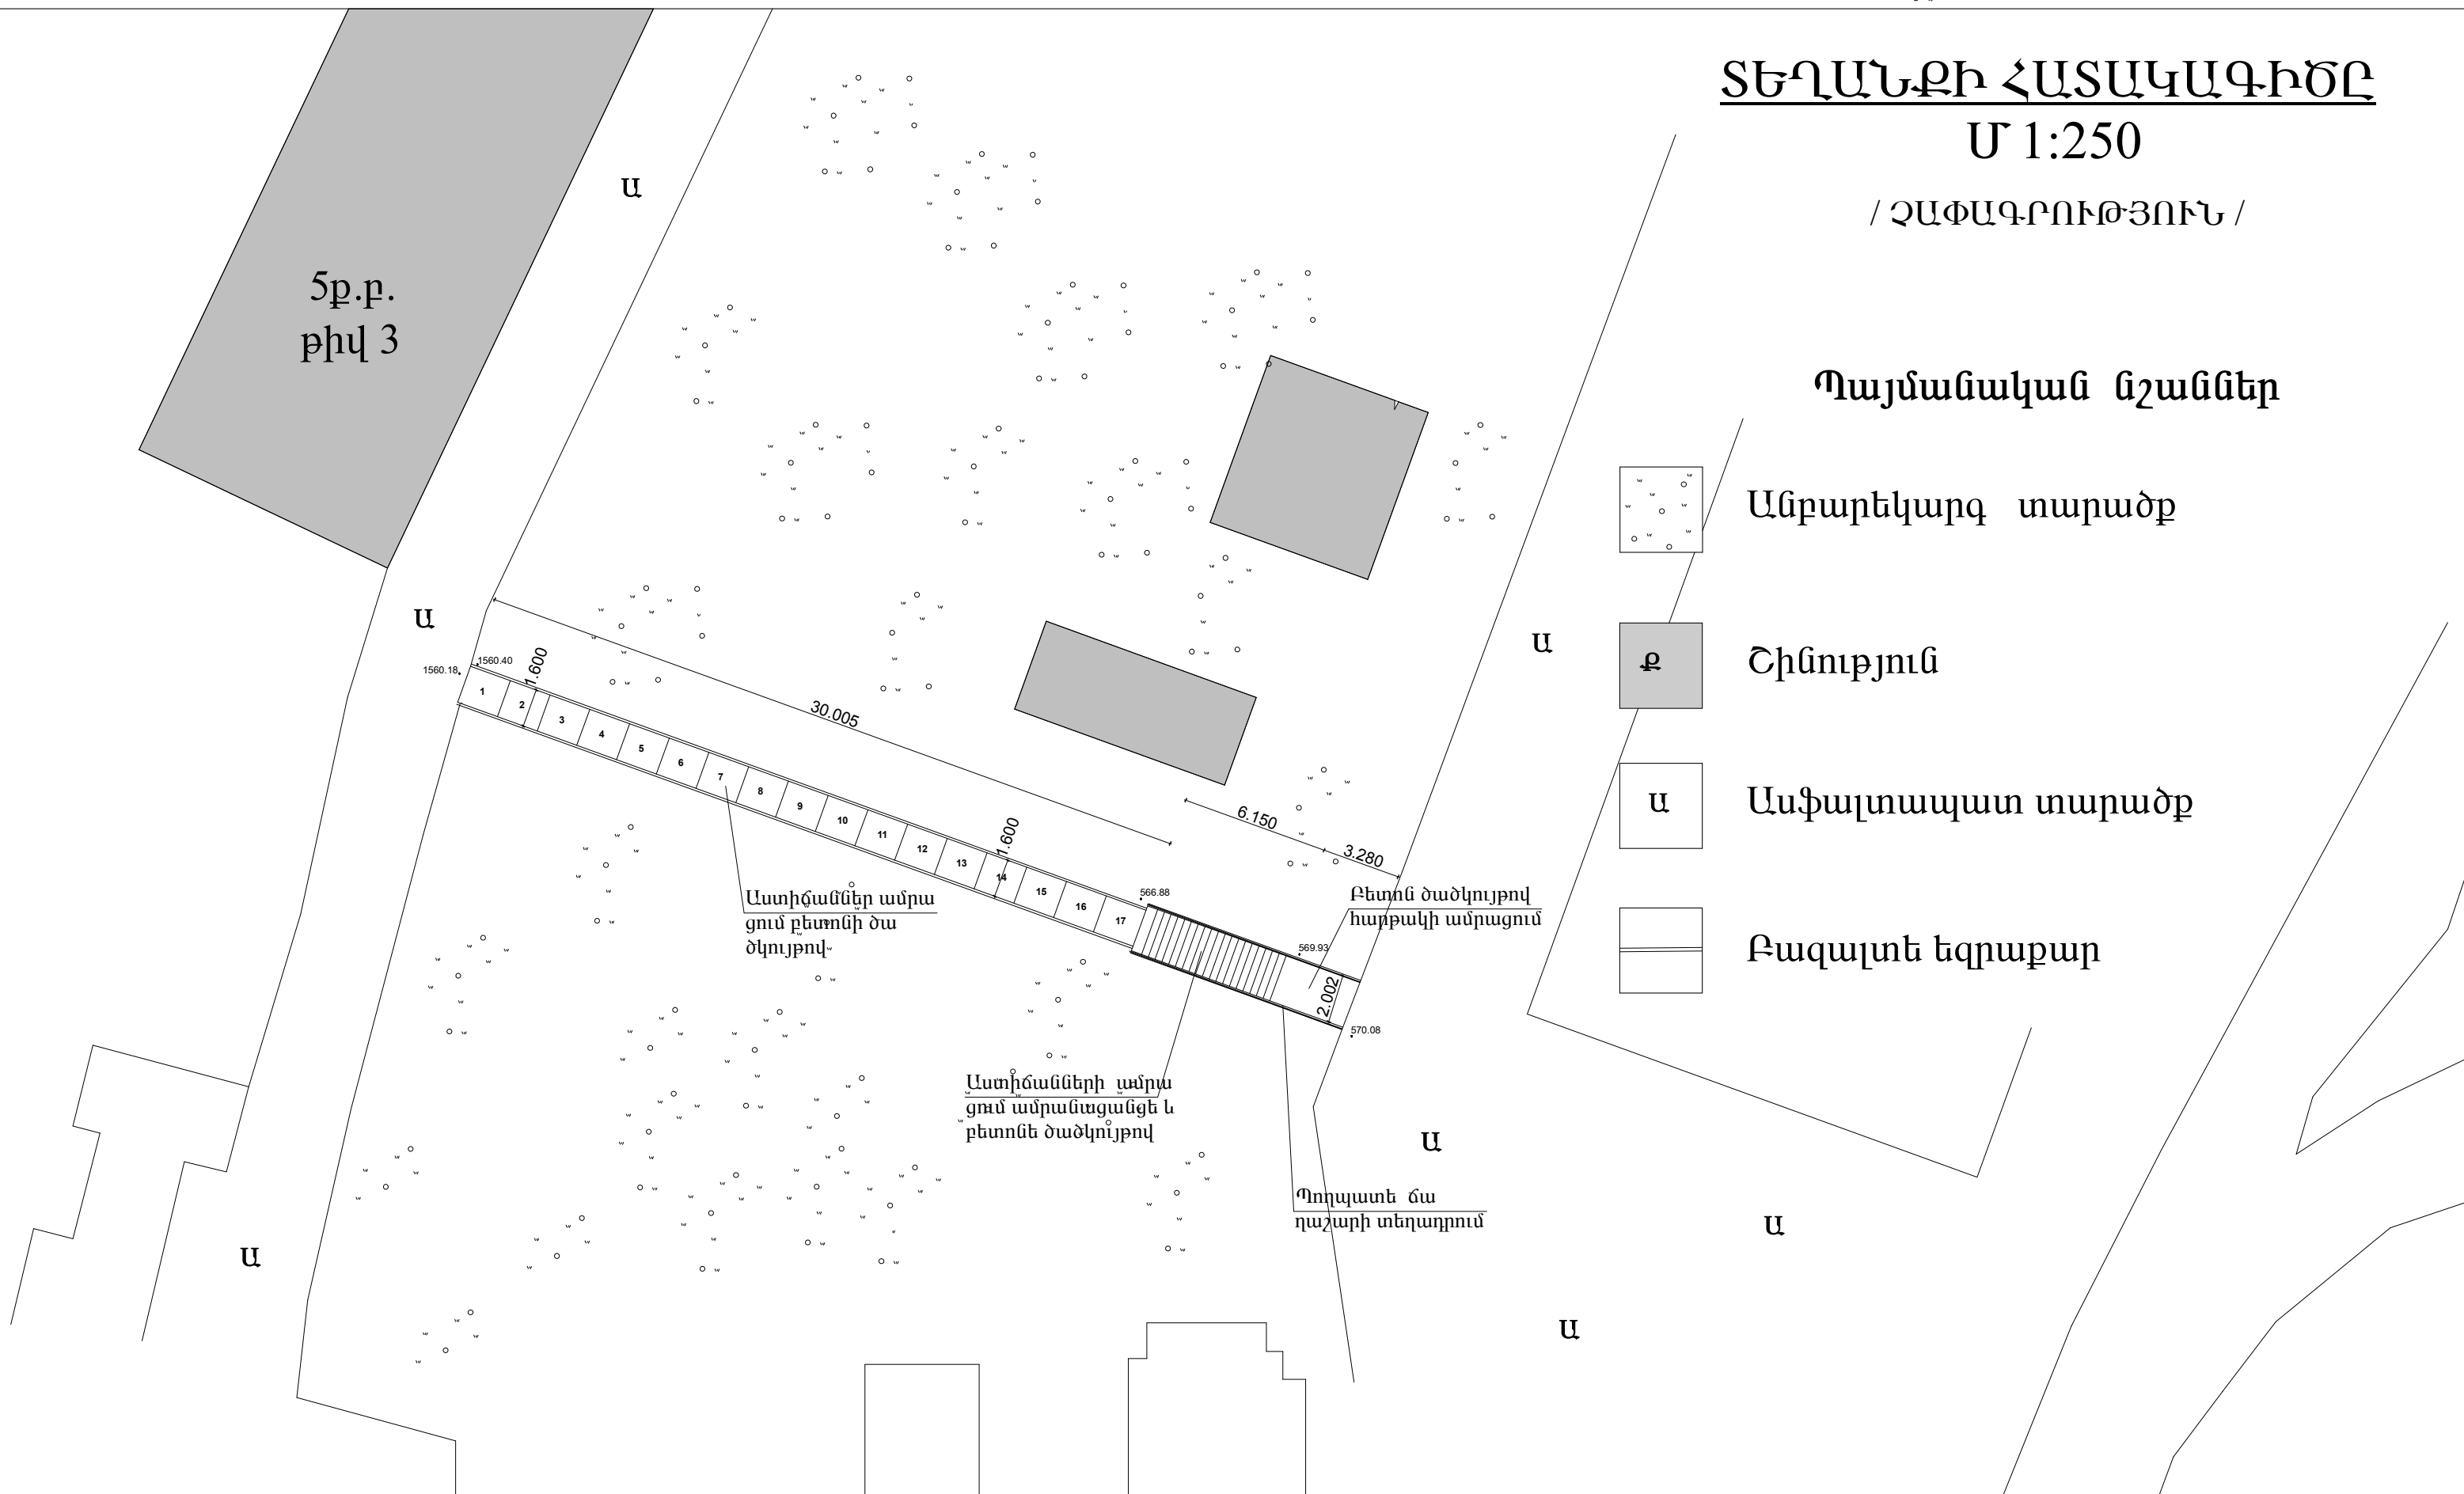 ՏԵՂԱՆՔԻ ՀԱՏԱԿԱԳԻԾԸ
Մ 1:250
/ ՉԱՓԱԳՐՈՒԹՅՈՒՆ /
Պայմանական նշաններ
Անբարեկարգ տարածք
Ք
Շինություն
Ա
Ասֆալտապատ տարածք
Բազալտե եզրաքար
5ք.բ.
թիվ 3
Ա
Ա
Ա
1560.18
1560.40
1.600
30.005
1
2
3
4
5
6
7
8
9
10
11
12
13
14
15
16
17
1.600
6.150
3.280
566.88
569.93
2.002
570.08
Աստիճաններ ամրա
ցում բետոնի ծա
ծկույթով
Բետոն ծածկույթով
հարթակի ամրացում
Աստիճանների ամրա
ցում ամրանացանցե և
բետոնե ծածկույթով
Պողպատե ճա
ղաշարի տեղադրում
Ա
Ա
Ա
Ա